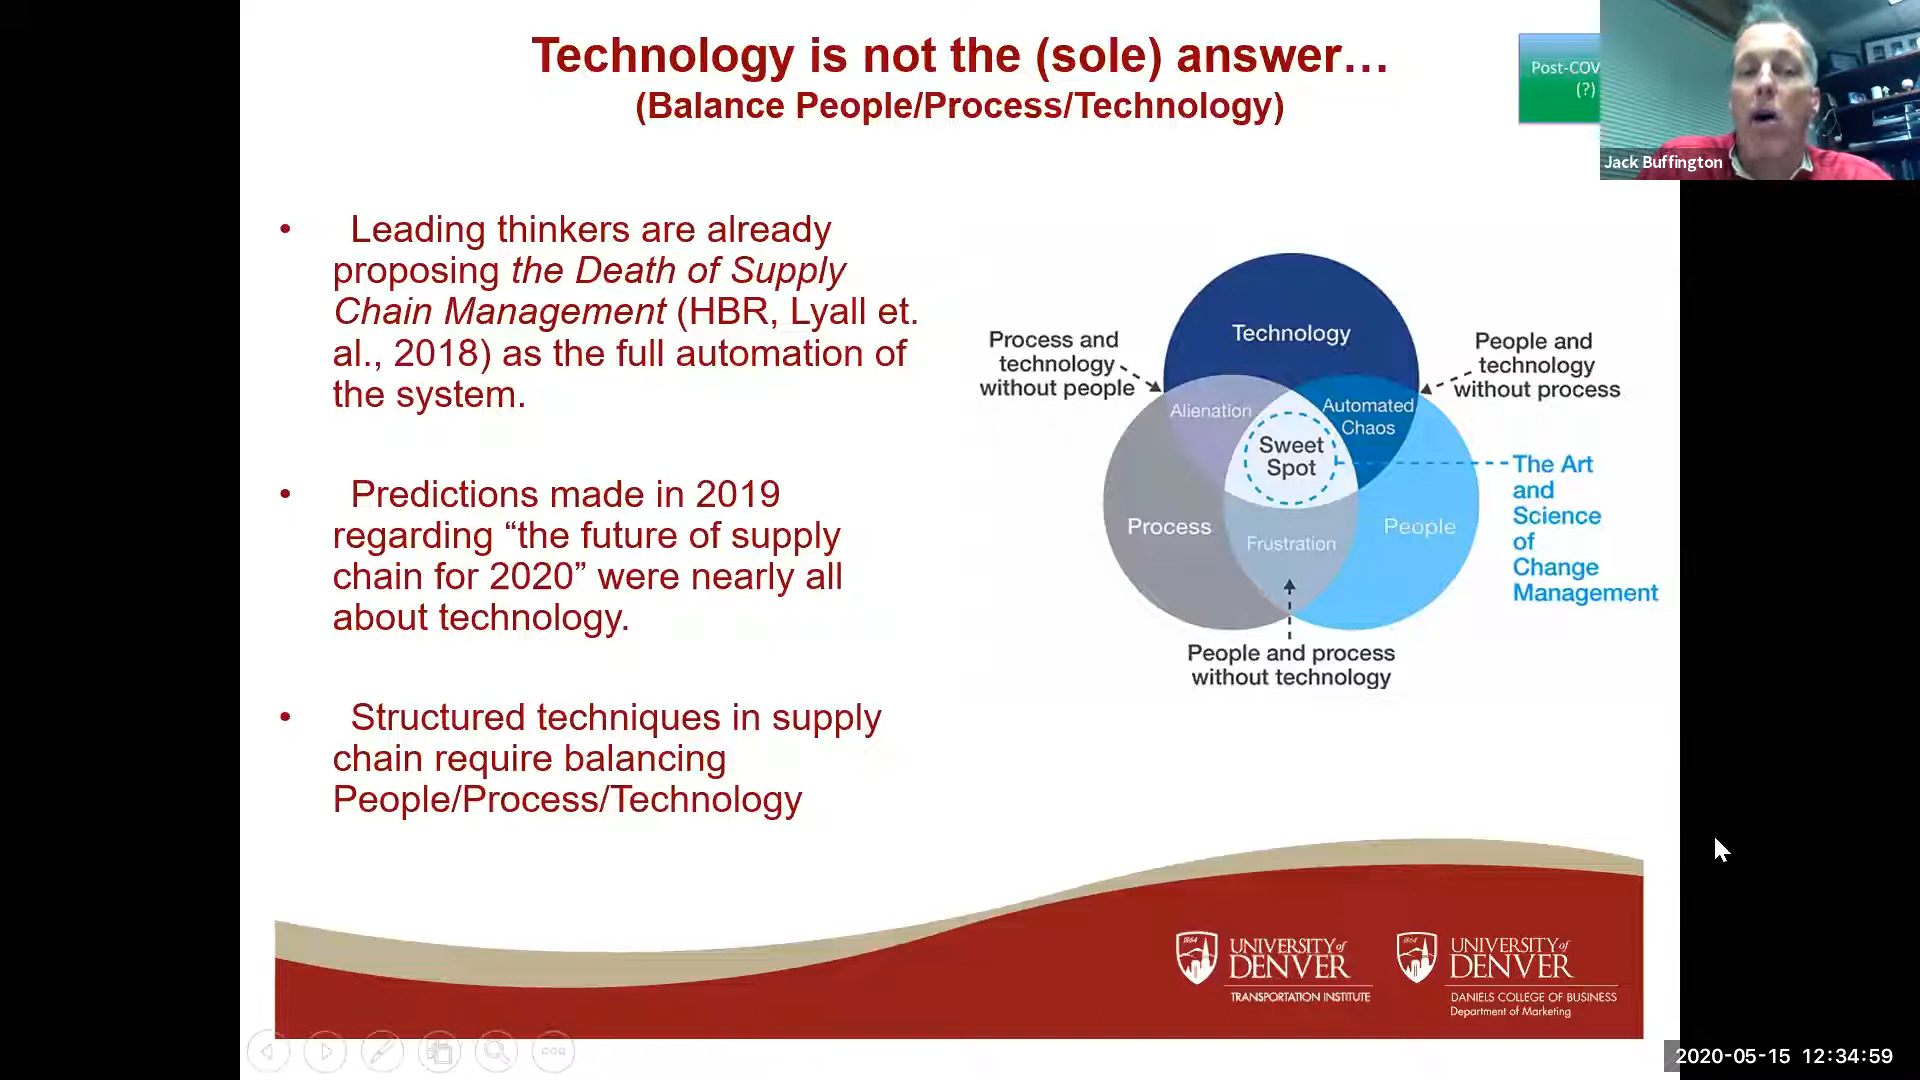 Technology is not the (sole) answer…
(Balance People/Process/Technology)
Post-COV
(?)
Jack Buffington
• Leading thinkers are already
proposing the Death of Supply
Chain Management (HBR, Lyall et.
al., 2018) as the full automation of
the system.
• Predictions made in 2019
regarding “the future of supply
chain for 2020” were nearly all
about technology.
• Structured techniques in supply
chain require balancing
People/Process/Technology
Technology
Process and
technology
without people
People and
technology
without process
Alienation
Automated
Chaos
Sweet
Spot
The Art
and
Science
of
Change
Management
Process
People
Frustration
People and process
without technology
1864
UNIVERSITY of
DENVER
TRANSPORTATION INSTITUTE
1864
UNIVERSITY of
DENVER
DANIELS COLLEGE OF BUSINESS
Department of Marketing
2020-05-15 12:34:59